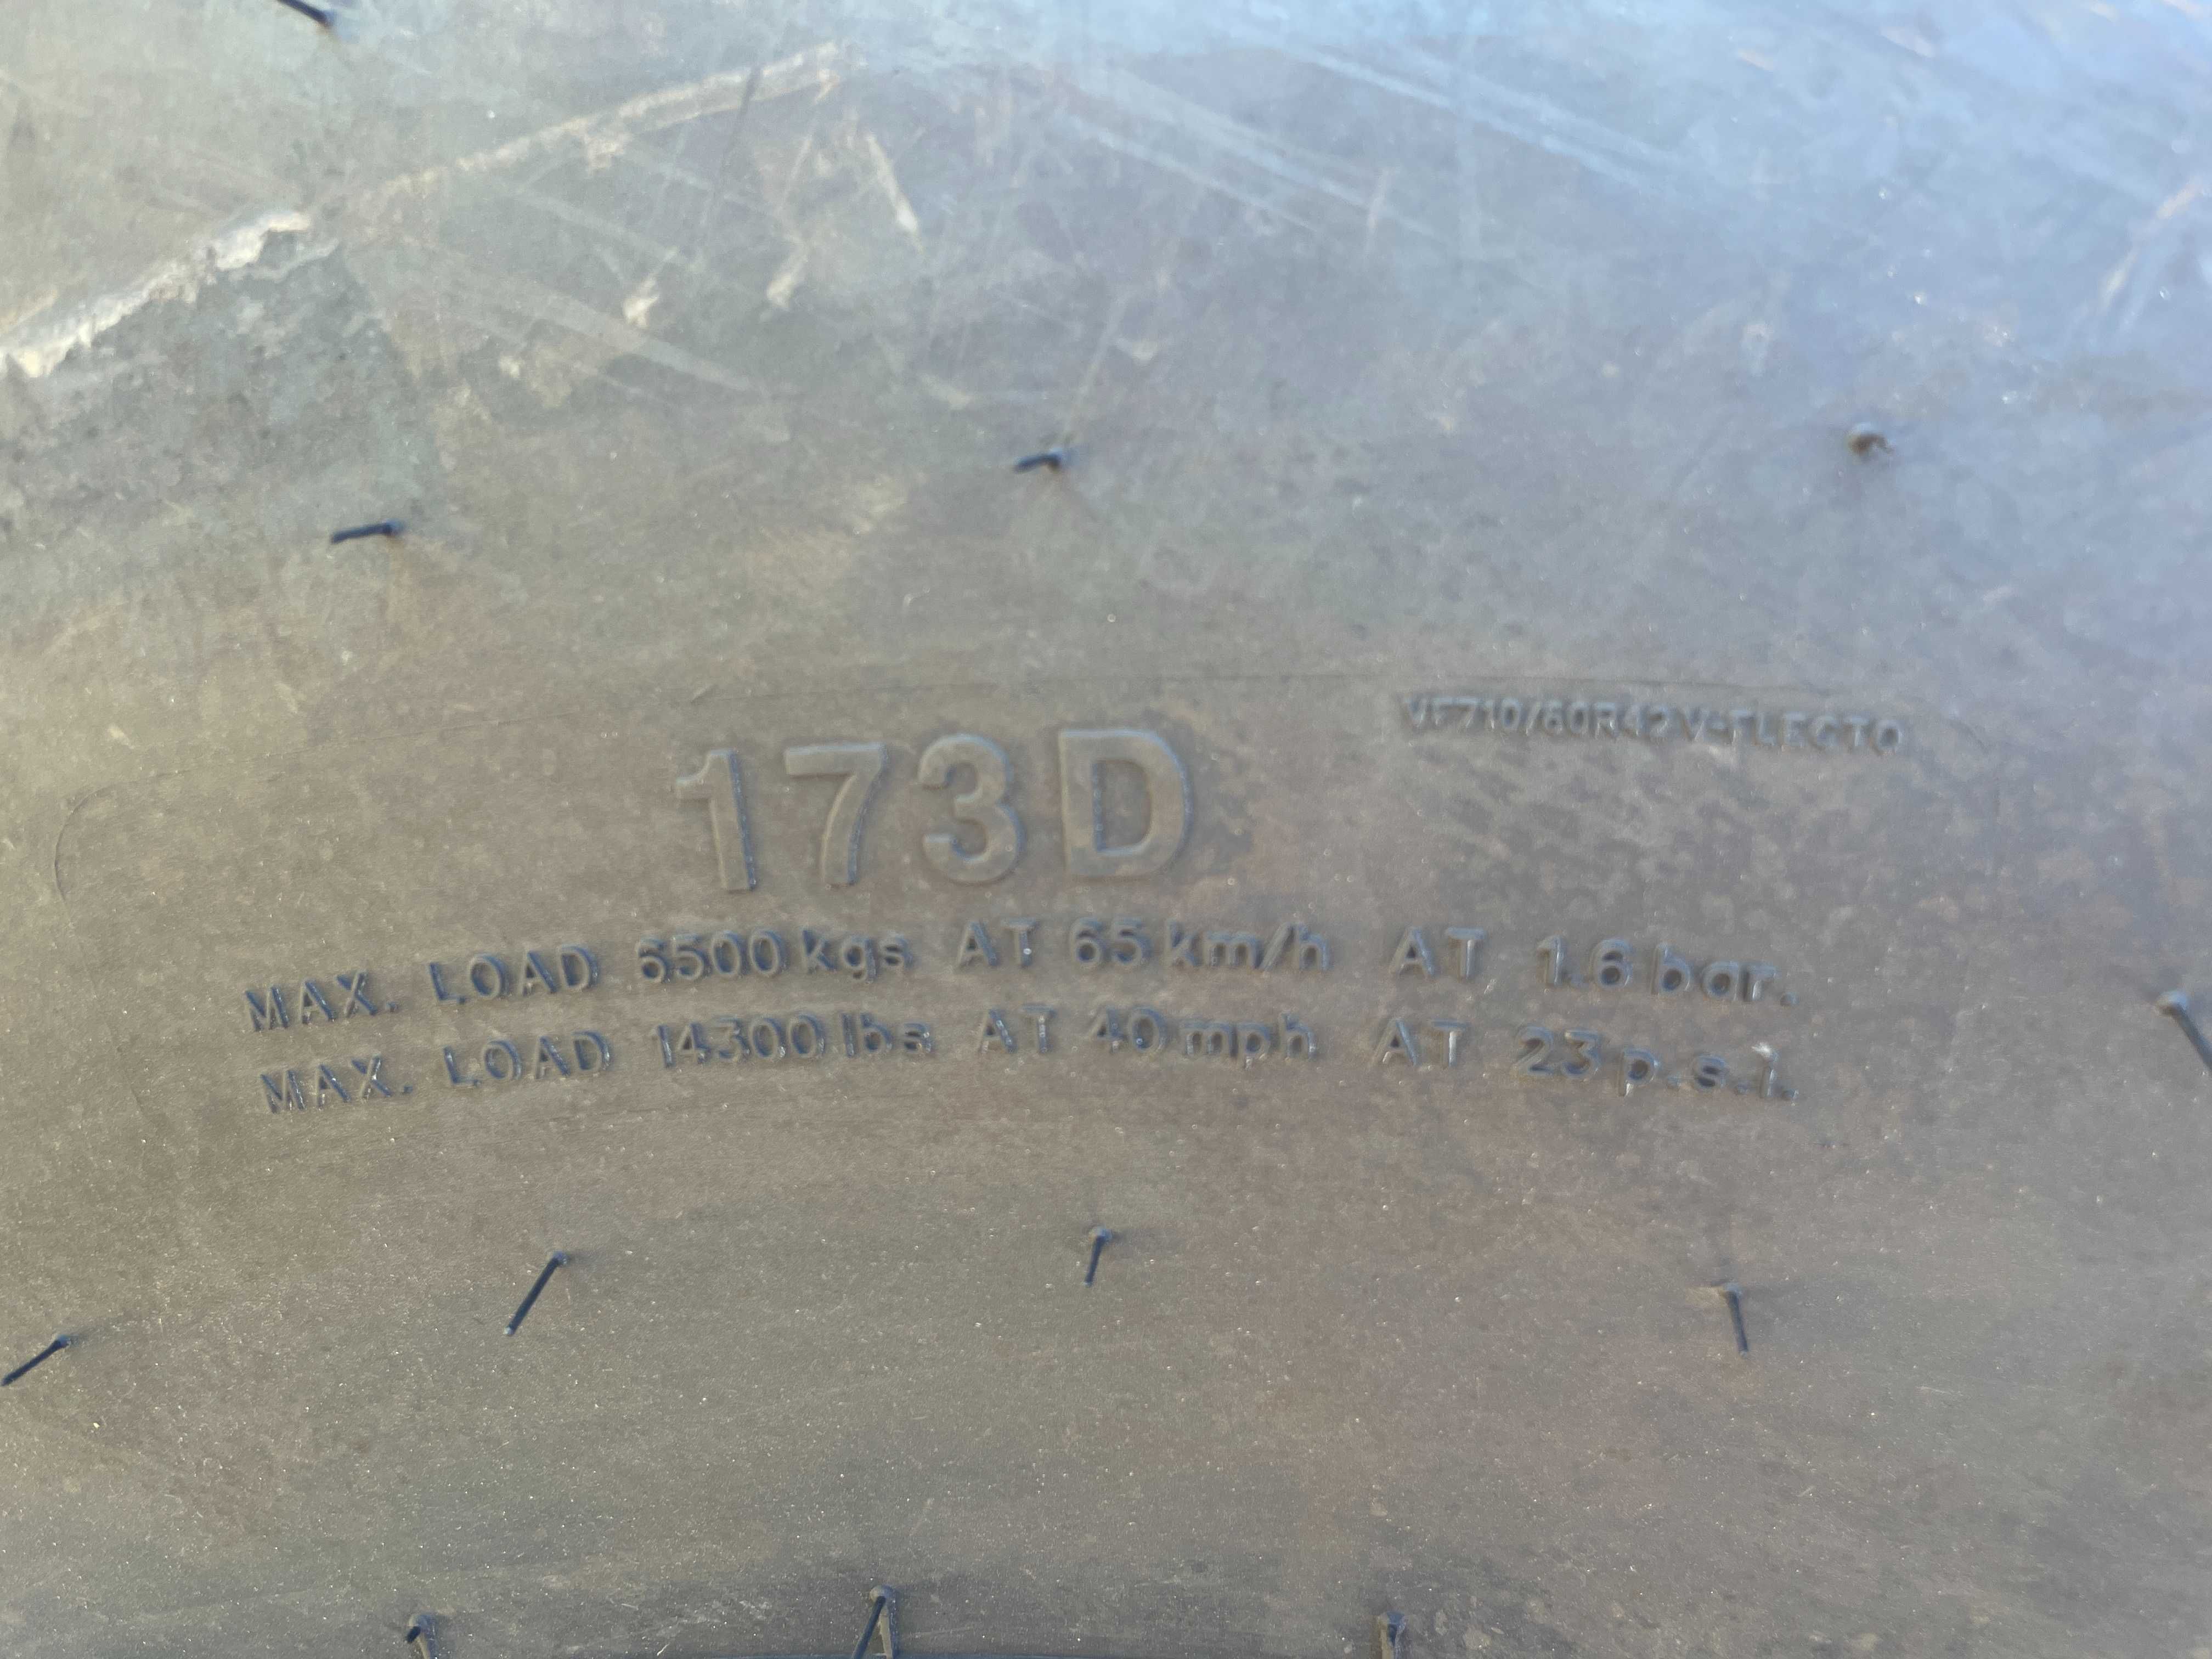 VF710/60R42 V-FLECTO
173D
MAX. LOAD 6500 kgs AT 65 km/h AT 1.6 bar.
MAX. LOAD 14300 lbs AT 40 mph AT 23 p.s.i.